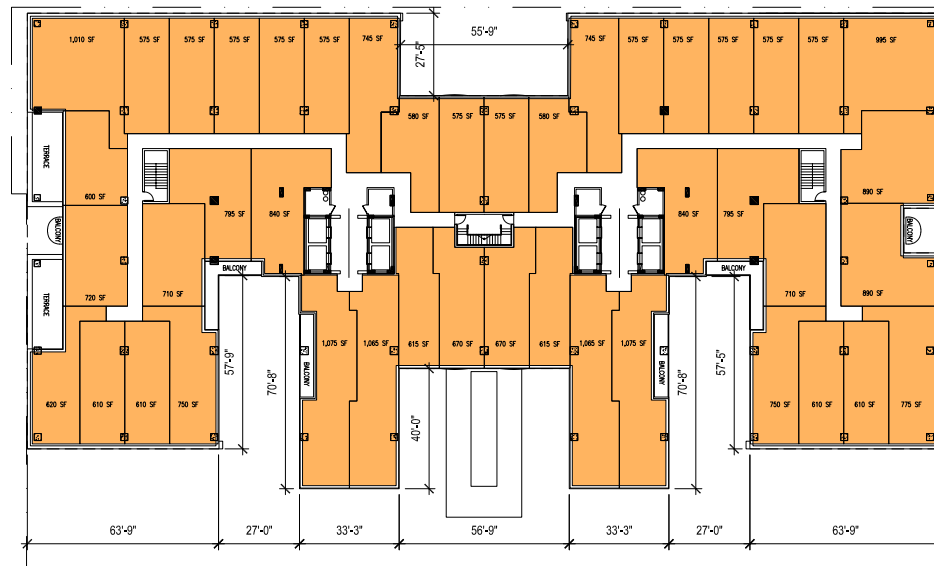 55'-9"
27'-5"
1,010 SF
575 SF
575 SF
575 SF
575 SF
575 SF
745 SF
745 SF
575 SF
575 SF
575 SF
575 SF
575 SF
995 SF
580 SF
575 SF
575 SF
580 SF
TERRACE
600 SF
795 SF
840 SF
840 SF
795 SF
890 SF
BALCONY
BALCONY
BALCONY
BALCONY
TERRACE
720 SF
710 SF
710 SF
890 SF
1,075 SF
1,065 SF
615 SF
670 SF
670 SF
615 SF
1,065 SF
1,075 SF
BALCONY
BALCONY
57'-9"
70'-8"
40'-0"
70'-8"
57'-5"
620 SF
610 SF
610 SF
750 SF
750 SF
610 SF
610 SF
775 SF
63'-9"
27'-0"
33'-3"
56'-9"
33'-3"
27'-0"
63'-9"